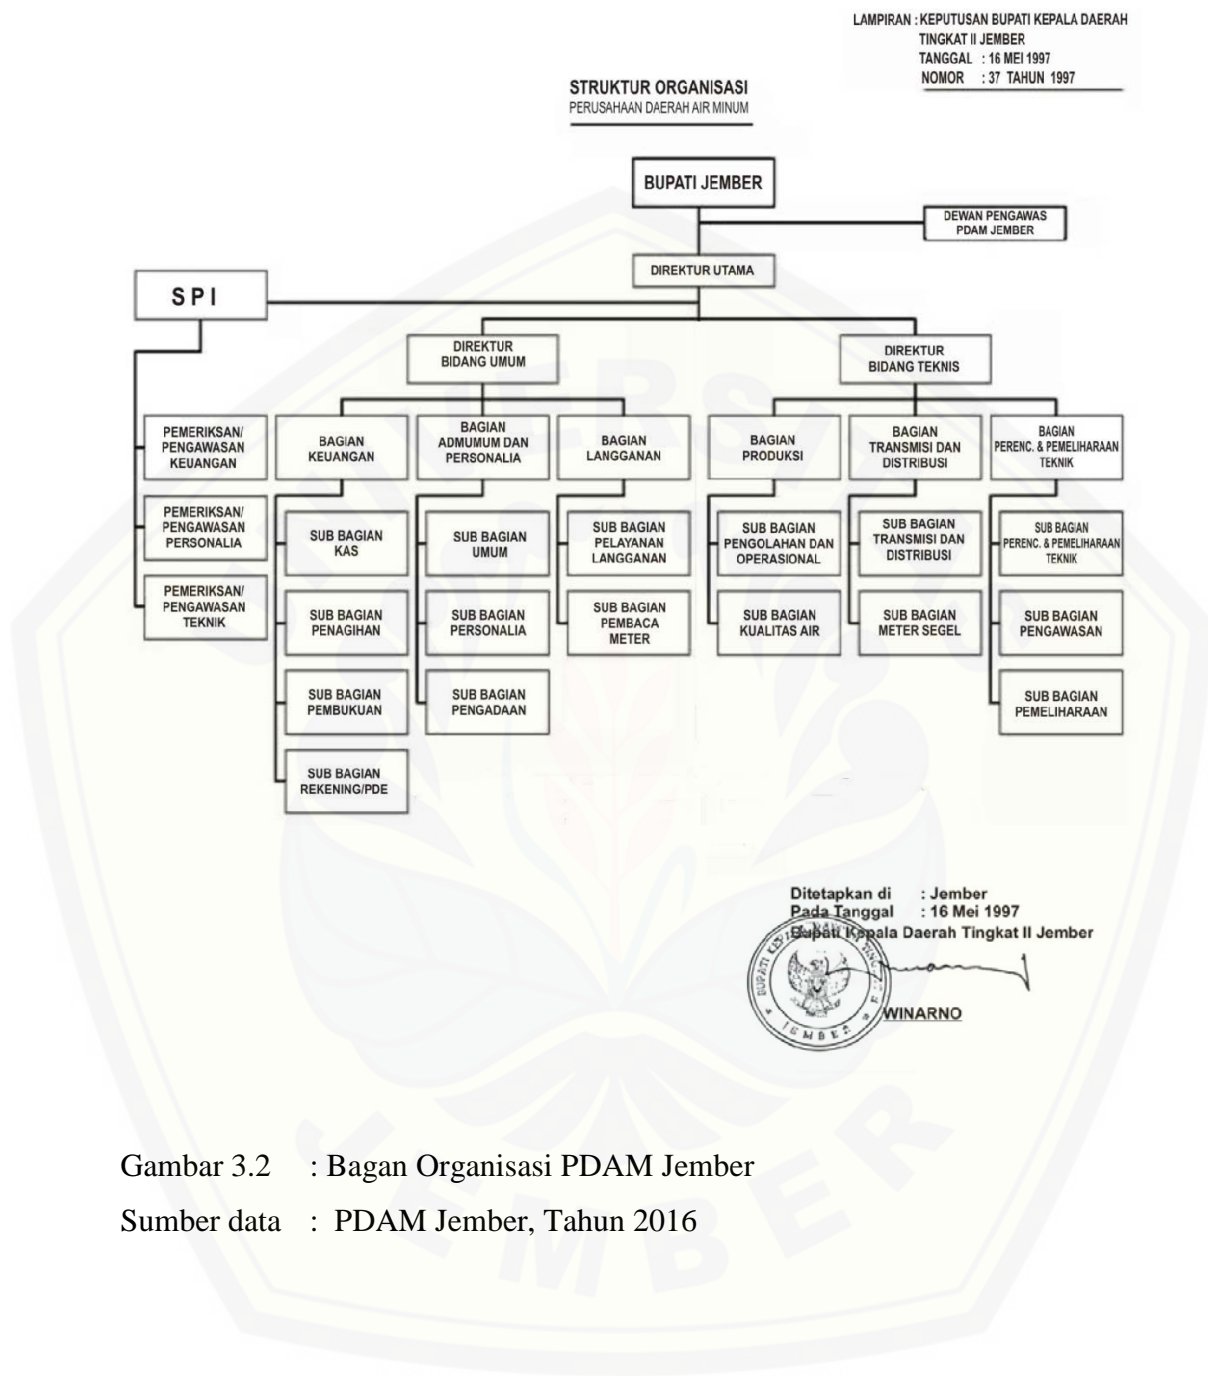 LAMPIRAN : KEPUTUSAN BUPATI KEPALA DAERAH
TINGKAT II JEMBER
TANGGAL : 16 MEI 1997
NOMOR : 37 TAHUN 1997
STRUKTUR ORGANISASI
PERUSAHAAN DAERAH AIR MINUM
BUPATI JEMBER
DEWAN PENGAWAS
PDAM JEMBER
DIREKTUR UTAMA
S P I
DIREKTUR
BIDANG UMUM
DIREKTUR
BIDANG TEKNIS
PEMERIKSAN/
PENGAWASAN
KEUANGAN
PEMERIKSAN/
PENGAWASAN
PERSONALIA
PEMERIKSAN/
PENGAWASAN
TEKNIK
BAGIAN
KEUANGAN
SUB BAGIAN
KAS
SUB BAGIAN
PENAGIHAN
SUB BAGIAN
PEMBUKUAN
SUB BAGIAN
REKENING/PDE
BAGIAN
ADMUMUM DAN
PERSONALIA
SUB BAGIAN
UMUM
SUB BAGIAN
PERSONALIA
SUB BAGIAN
PENGADAAN
BAGIAN
LANGGANAN
SUB BAGIAN
PELAYANAN
LANGGANAN
SUB BAGIAN
PEMBACA
METER
BAGIAN
PRODUKSI
SUB BAGIAN
PENGOLAHAN DAN
OPERASIONAL
SUB BAGIAN
KUALITAS AIR
BAGIAN
TRANSMISI DAN
DISTRIBUSI
SUB BAGIAN
TRANSMISI DAN
DISTRIBUSI
SUB BAGIAN
METER SEGEL
BAGIAN
PERENC. & PEMELIHARAAN
TEKNIK
SUB BAGIAN
PERENC. & PEMELIHARAAN
TEKNIK
SUB BAGIAN
PENGAWASAN
SUB BAGIAN
PEMELIHARAAN
Ditetapkan di : Jember
Pada Tanggal : 16 Mei 1997
Bupati Kepala Daerah Tingkat II Jember
BUPATI KEPALA
JEMBER
WINARNO
Gambar 3.2 : Bagan Organisasi PDAM Jember
Sumber data : PDAM Jember, Tahun 2016
JEMBER